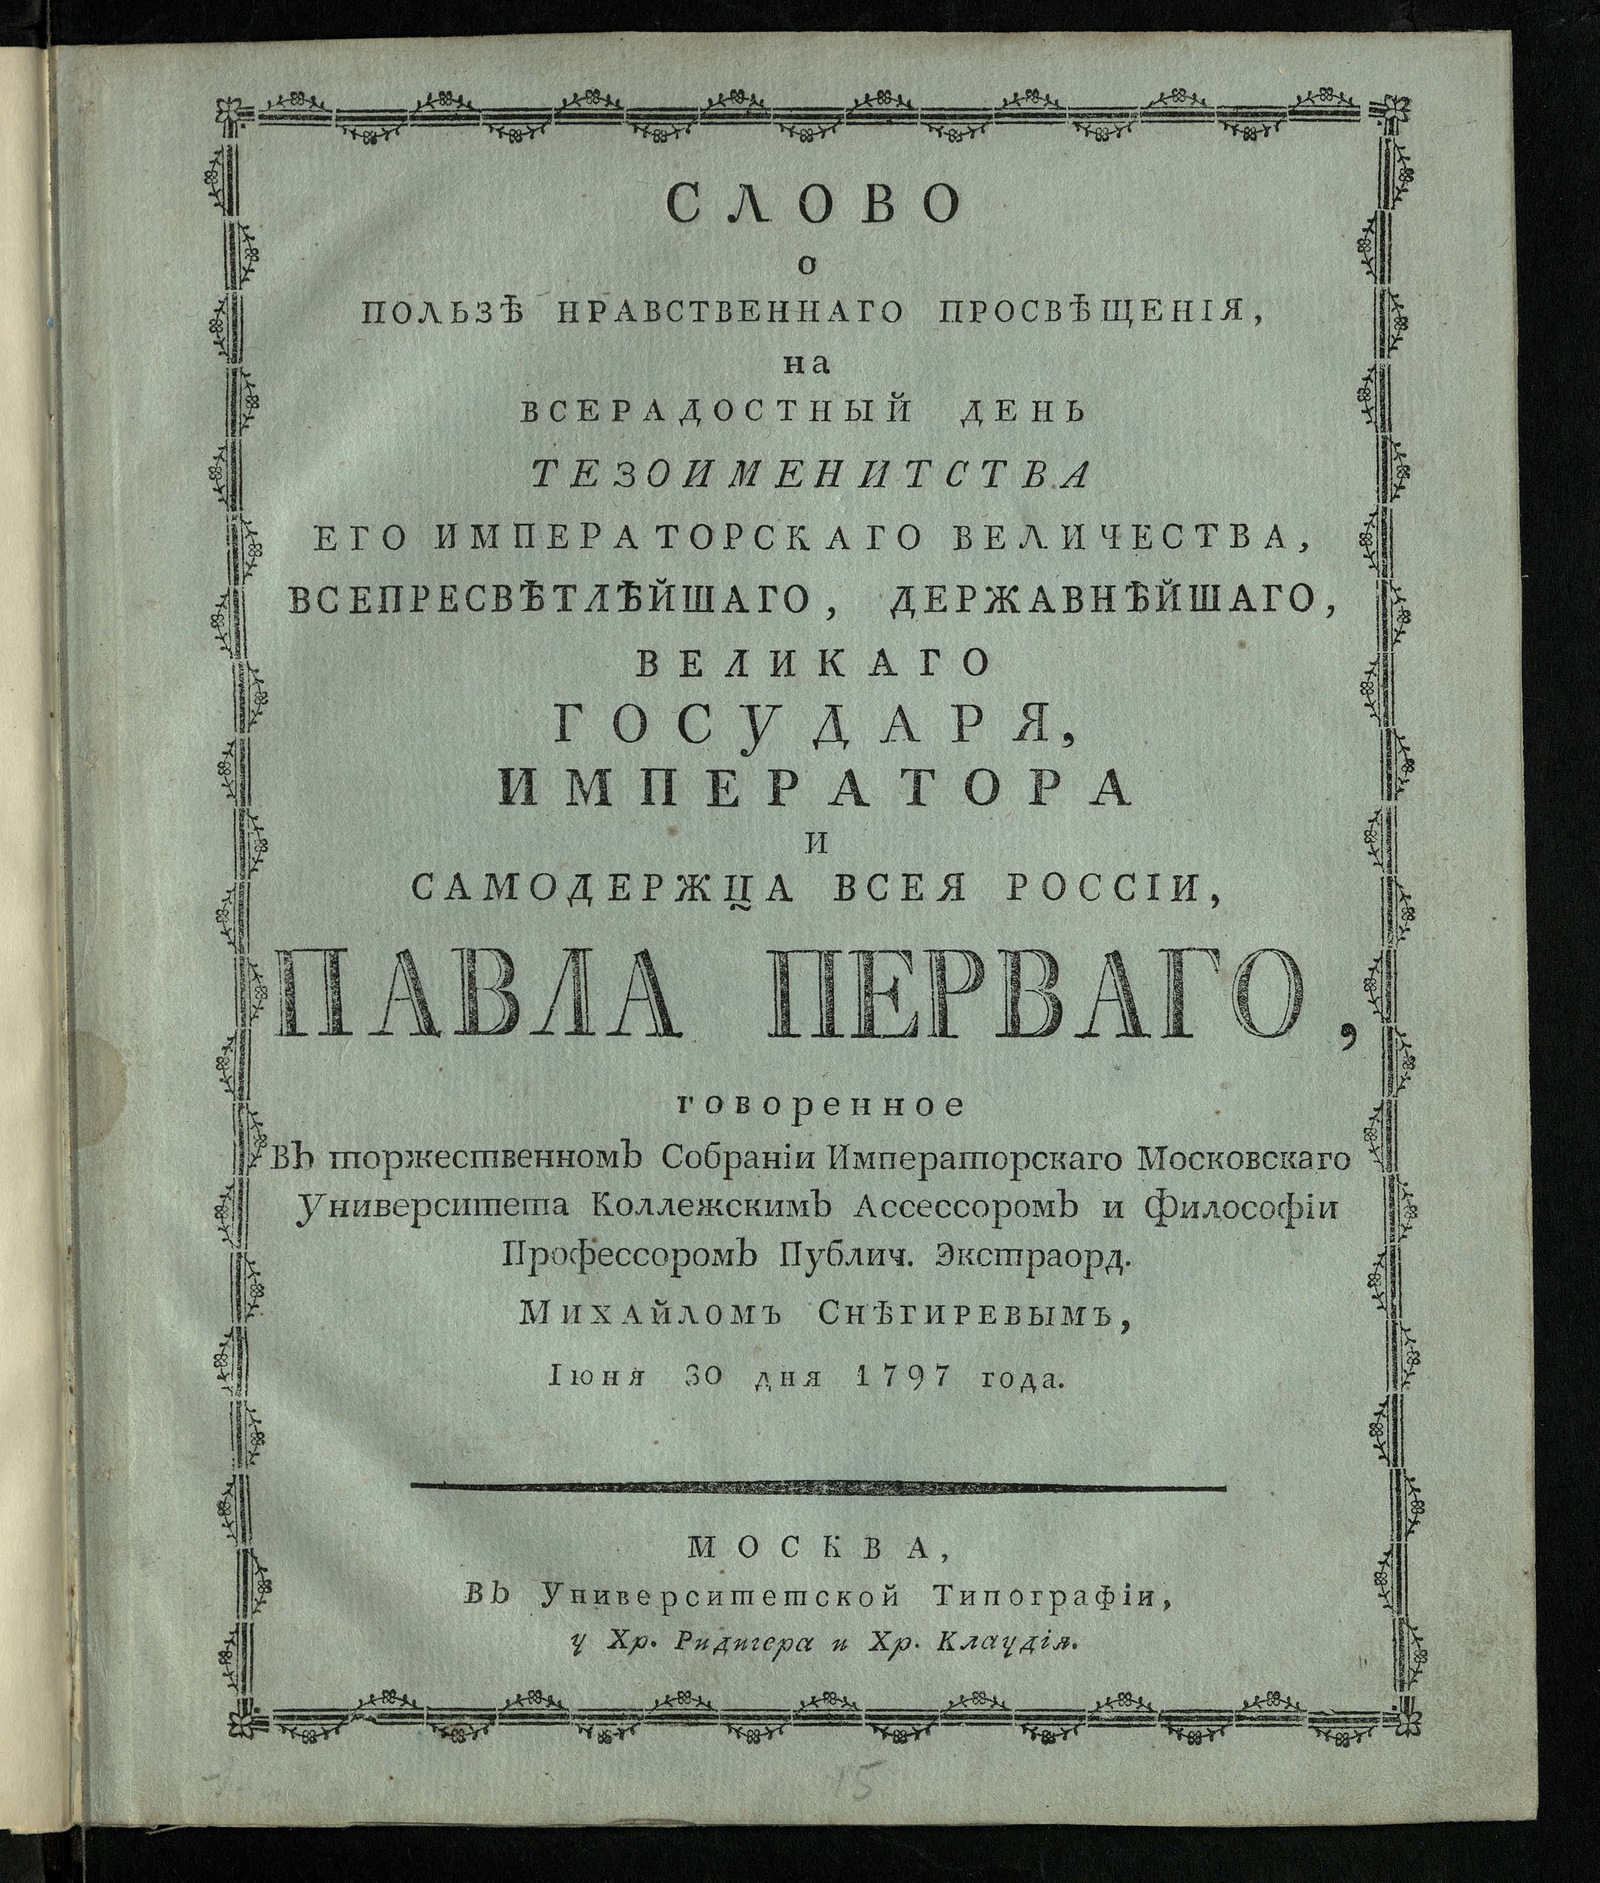 СЛОВО
о
ПОЛЬЗѢ НРАВСТВЕННАГО ПРОСВѢЩЕНІЯ,
на
ВСЕРАДОСТНЫЙ ДЕНЬ
ТЕЗОИМЕНИТСТВА
ЕГО ИМПЕРАТОРСКАГО ВЕЛИЧЕСТВА,
ВСЕПРЕСВѢТЛѢЙШАГО, ДЕРЖАВНѢЙШАГО,
ВЕЛИКАГО
ГОСУДАРЯ,
ИМПЕРАТОРА
И
САМОДЕРЖЦА ВСЕЯ РОССІИ,
ПАВЛА ПЕРВАГО,
говоренное
Въ торжественномъ Собраніи Императорскаго Московскаго
Университета Коллежскимъ Ассессоромъ и Философіи
Профессоромъ Публич. Экстраорд.
Михайломъ Снѣгиревымъ,
Іюня 30 дня 1797 года.
МОСКВА,
Въ Университетской Типографіи,
у Хр. Ридигера и Хр. Клаудія.
15